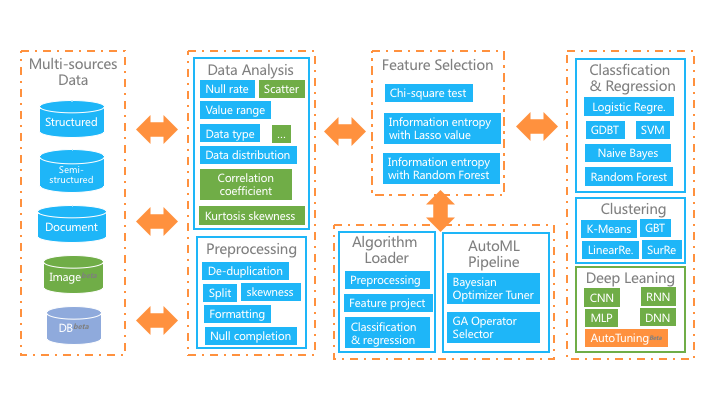 Multi-sources
Data
Structured
Semi-
structured
Document
Image beta
DB beta
Data Analysis
Null rate
Scatter
Value range
Data type
...
Data distribution
Correlation
coefficient
Kurtosis skewness
Preprocessing
De-duplication
Split
skewness
Formatting
Null completion
Feature Selection
Chi-square test
Information entropy
with Lasso value
Information entropy
with Random Forest
Algorithm
Loader
Preprocessing
Feature project
Classification
& regression
AutoML
Pipeline
Bayesian
Optimizer Tuner
GA Operator
Selector
Classfication
& Regression
Logistic Regre.
GDBT
SVM
Naive Bayes
Random Forest
Clustering
K-Means
GBT
LinearRe.
SurRe
Deep Leaning
CNN
RNN
MLP
DNN
AutoTuning Beta